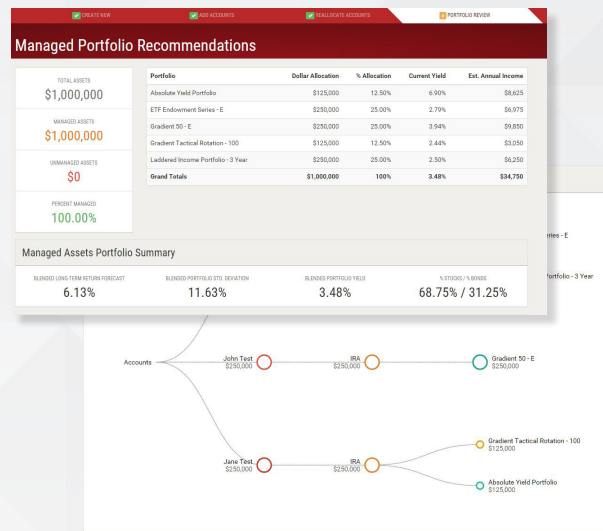 CREATE NEW
ADD ACCOUNTS
REALLOCATE ACCOUNTS
PORTFOLIO REVIEW
Managed Portfolio Recommendations
TOTAL ASSETS
$1,000,000
MANAGED ASSETS
$1,000,000
UNMANAGED ASSETS
$0
PERCENT MANAGED
100.00%
Portfolio Dollar Allocation % Allocation Current Yield Est. Annual Income
Absolute Yield Portfolio $125,000 12.50% 6.90% $8,625
ETF Endowment Series - E $250,000 25.00% 2.79% $6,975
Gradient 50 - E $250,000 25.00% 3.94% $9,850
Gradient Tactical Rotation - 100 $125,000 12.50% 2.44% $3,050
Laddered Income Portfolio - 3 Year $250,000 25.00% 2.50% $6,250
Grand Totals $1,000,000 100% 3.48% $34,750
Managed Assets Portfolio Summary
BLENDED LONG-TERM RETURN FORECAST
6.13%
BLENDED PORTFOLIO STD. DEVIATION
11.63%
BLENDED PORTFOLIO YIELD
3.48%
% STOCKS / % BONDS
68.75% / 31.25%
eries - E
Portfolio - 3 Year
Accounts
John Test
$250,000
IRA
$250,000
Gradient 50 - E
$250,000
Jane Test
$250,000
IRA
$250,000
Gradient Tactical Rotation - 100
$125,000
Absolute Yield Portfolio
$125,000